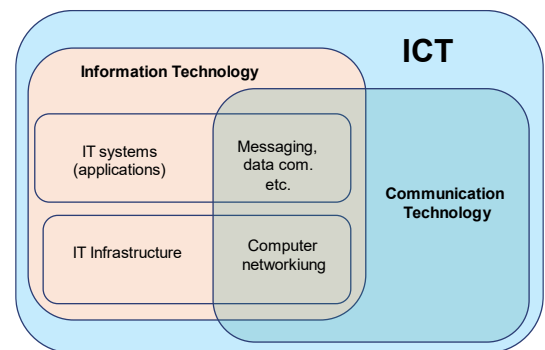 ICT
Information Technology
IT systems
(applications)
Messaging,
data com.
etc.
Communication
Technology
IT Infrastructure
Computer
networkiung